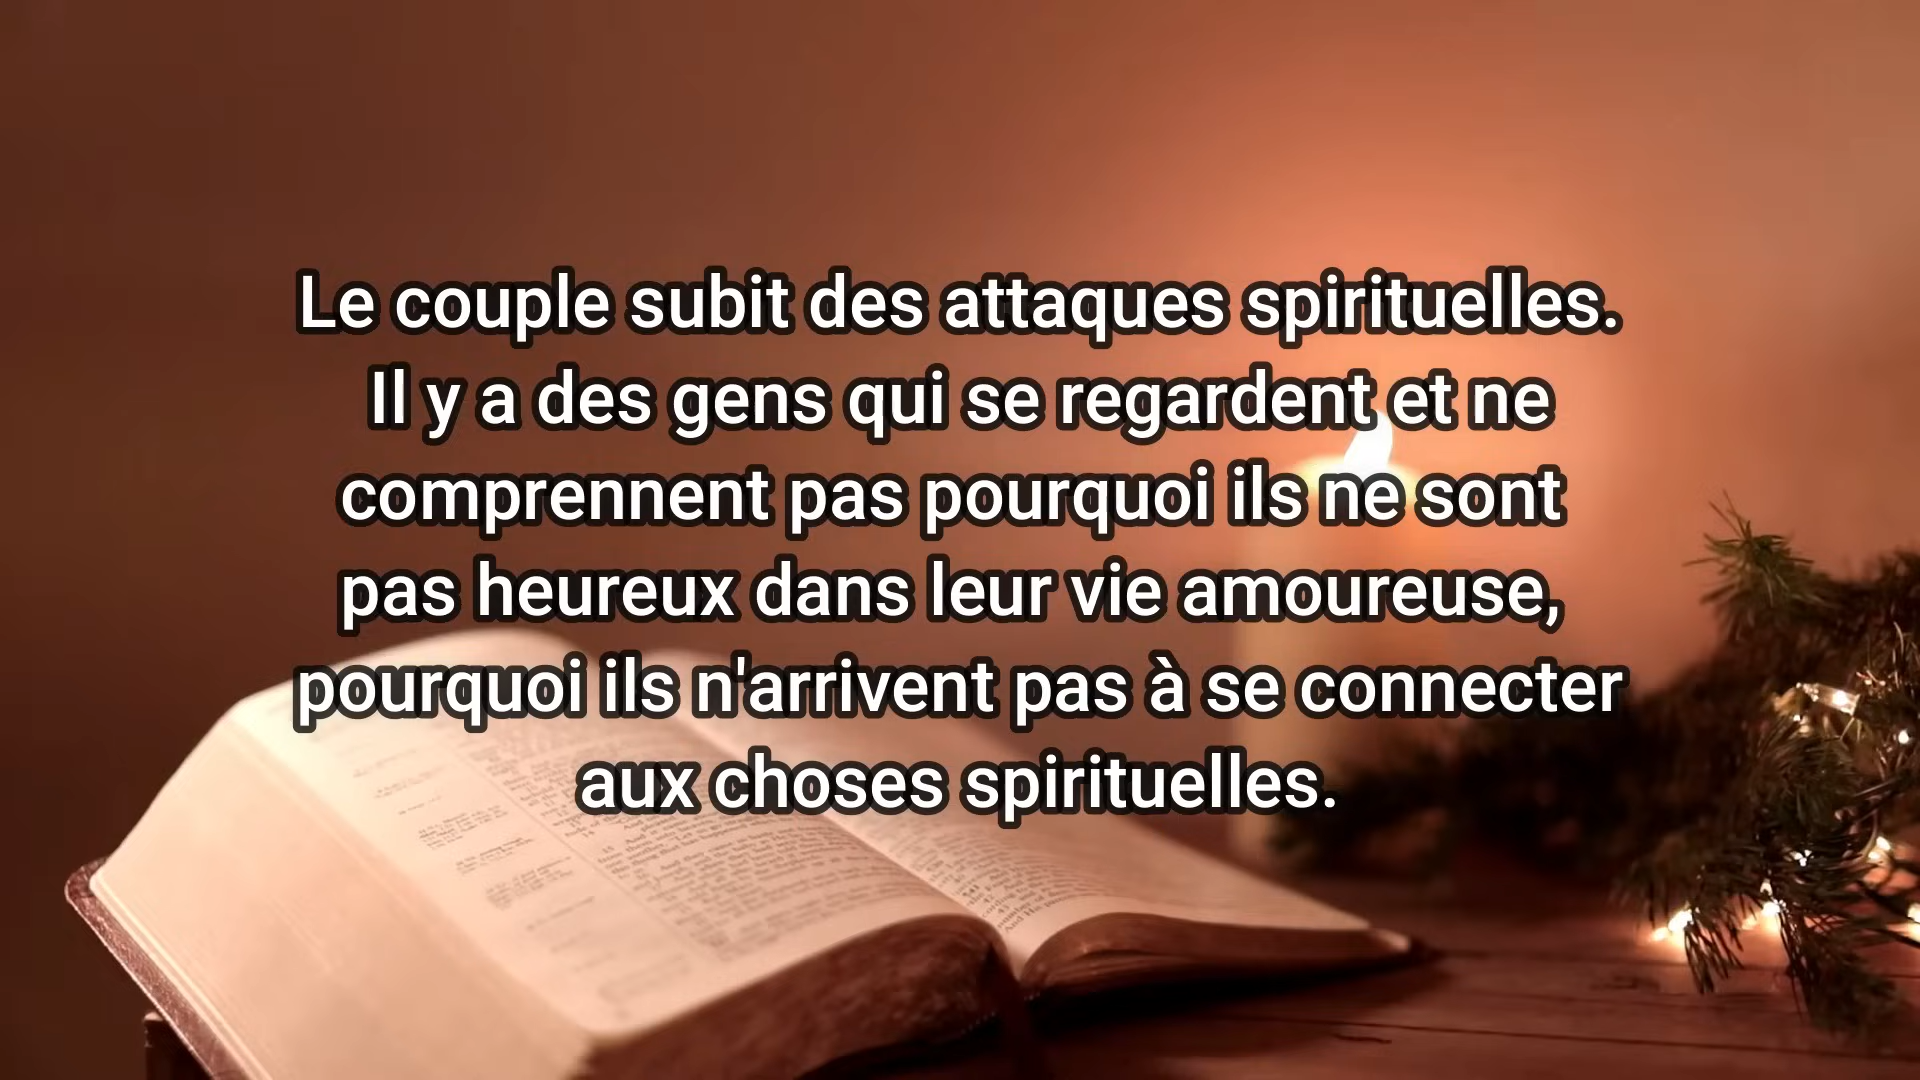 Le couple subit des attaques spirituelles.
Il y a des gens qui se regardent et ne
comprennent pas pourquoi ils ne sont
pas heureux dans leur vie amoureuse,
pourquoi ils n'arrivent pas à se connecter
aux choses spirituelles.